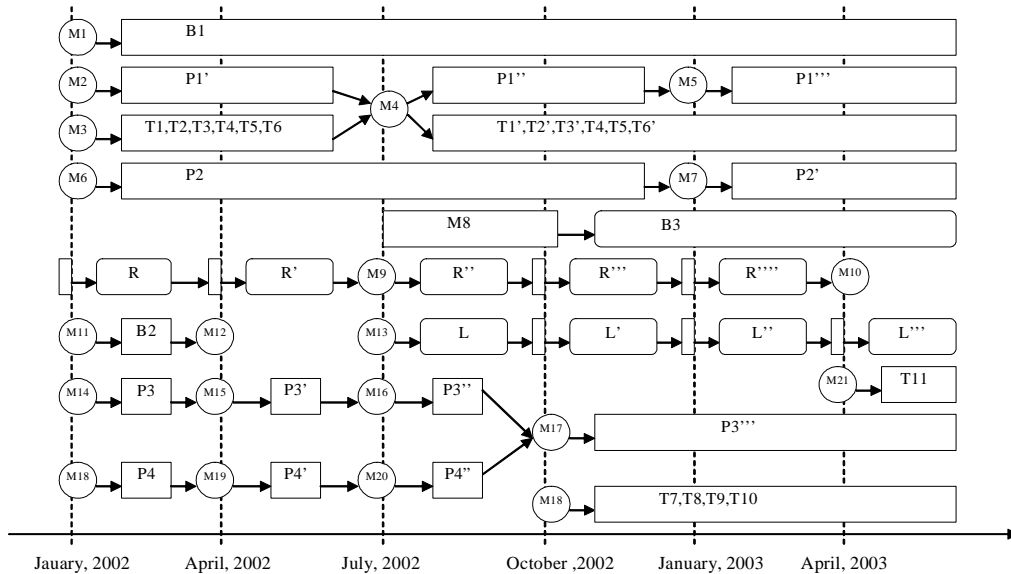 M1 B1
M2 P1' P1'' M5 P1'''
M4
M3 T1,T2,T3,T4,T5,T6 T1',T2',T3',T4,T5,T6'
M6 P2 M7 P2'
M8 B3
R R' M9 R'' R''' R'''' M10
M11 B2 M12 M13 L L' L'' L'''
M14 P3 M15 P3' M16 P3'' M21 T11
M17 P3'''
M18 P4 M19 P4' M20 P4"
M18 T7,T8,T9,T10
Jauary, 2002 April, 2002 July, 2002 October ,2002 January, 2003 April, 2003